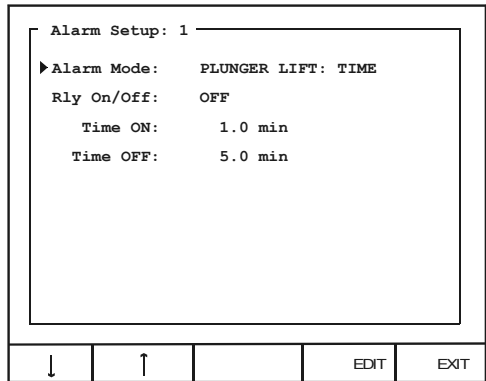 Alarm Setup: 1
Alarm Mode: PLUNGER LIFT: TIME
Rly On/Off: OFF
Time ON: 1.0 min
Time OFF: 5.0 min
↓ ↑ EDIT EXIT